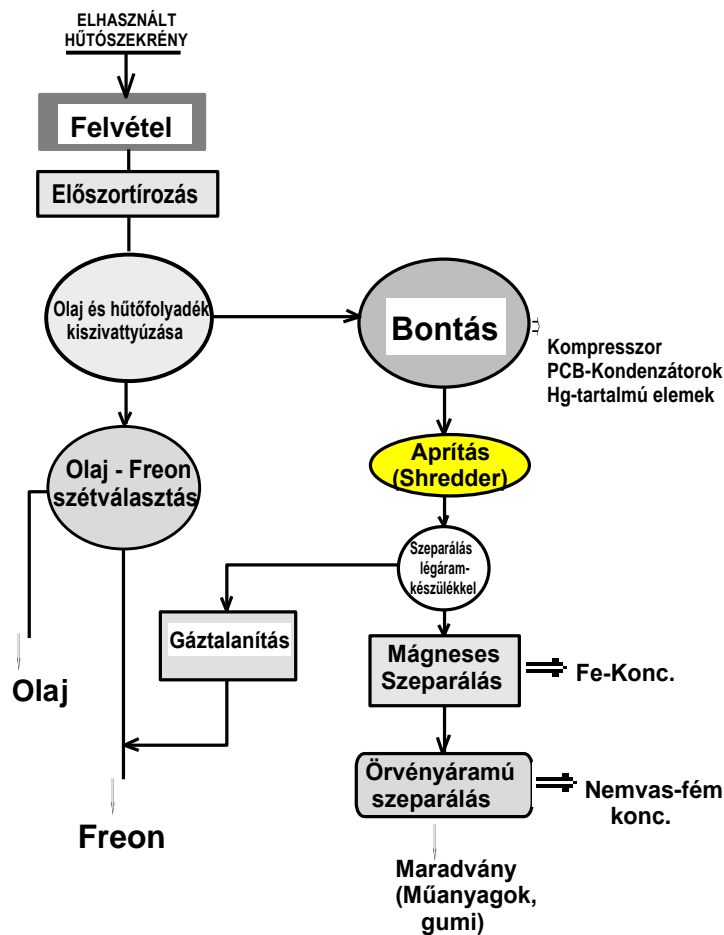 ELHASZNÁLT
HŰTÓSZEKRÉNY
Felvétel
Előszortírozás
Olaj és hűtőfolyadék
kiszivattyúzása
Bontás
Kompresszor
PCB-Kondenzátorok
Hg-tartalmú elemek
Olaj - Freon
szétválasztás
Aprítás
(Shredder)
Szeparálás
légáram-
készülékkel
Gáztalanítás
Mágneses
Szeparálás
Fe-Konc.
Olaj
Örvényáramú
szeparálás
Nemvas-fém
konc.
Freon
Maradvány
(Műanyagok,
gumi)